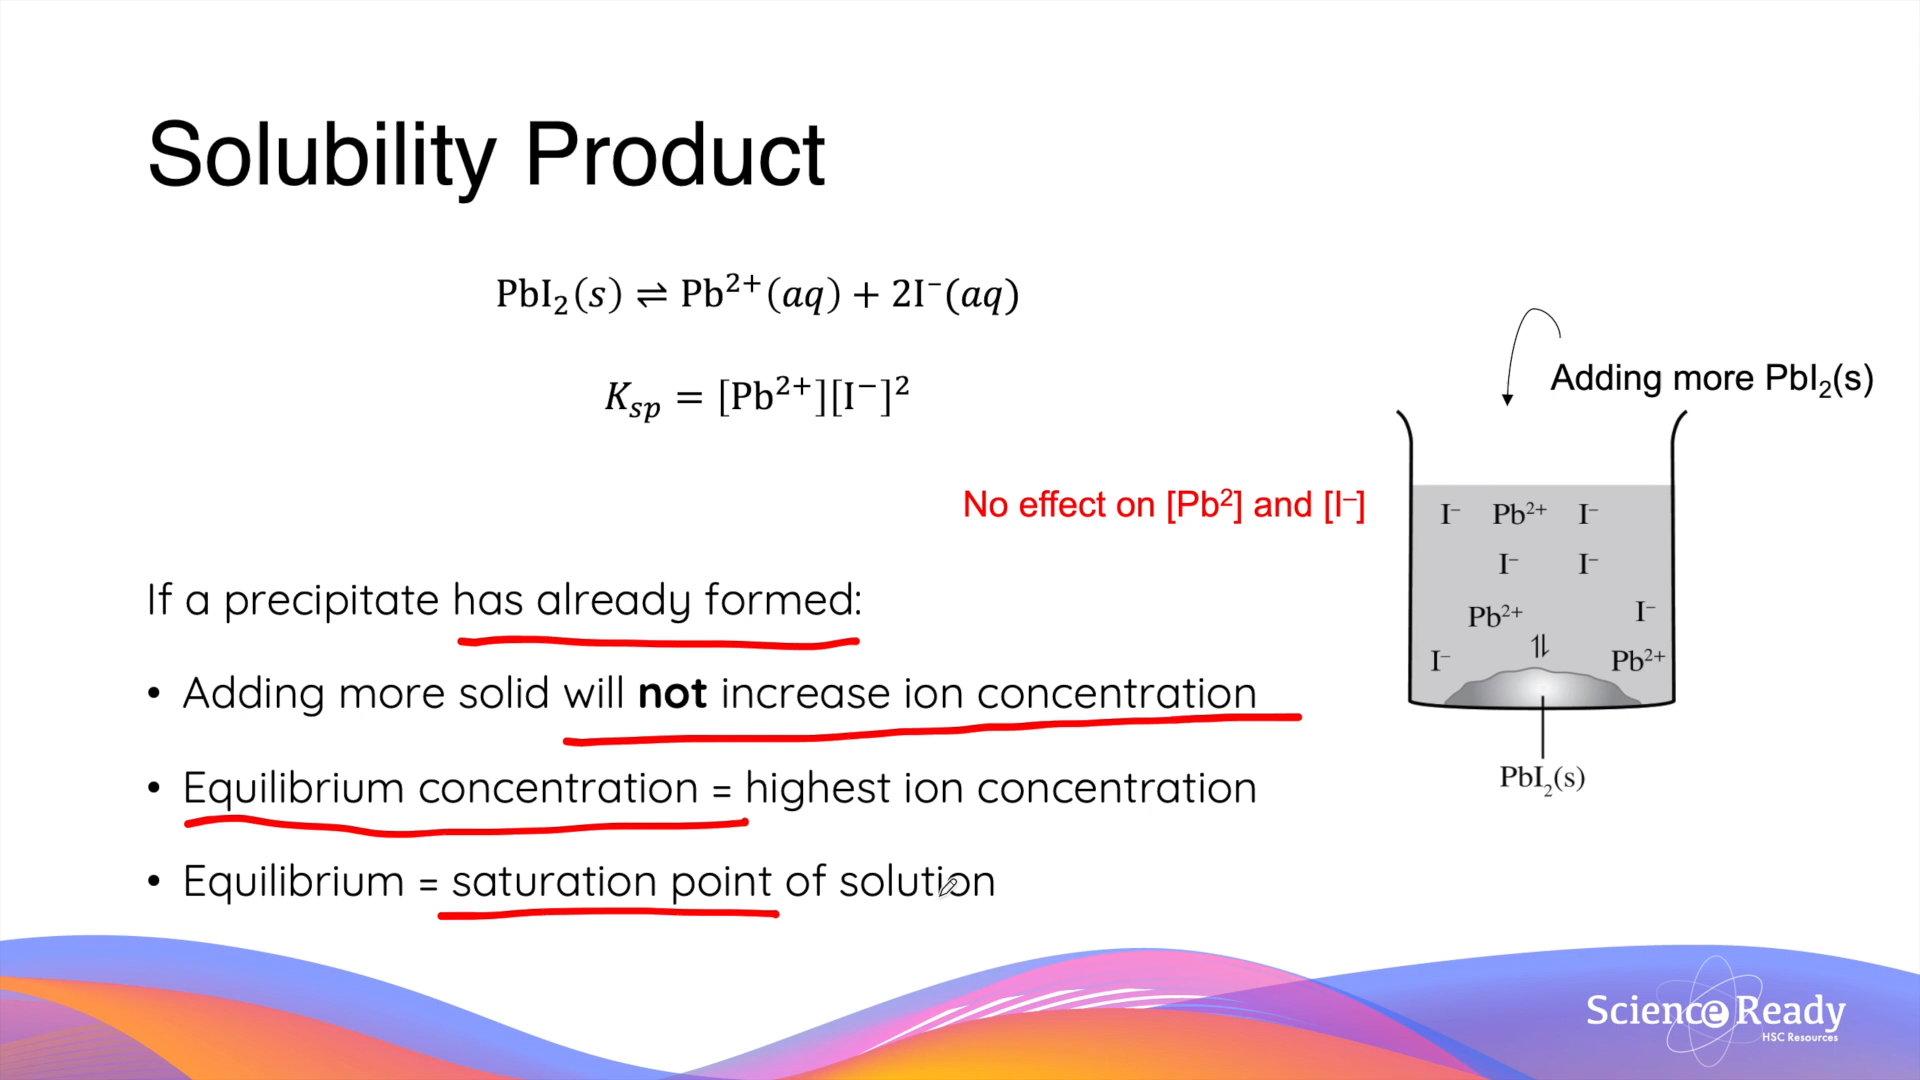 Solubility Product
PbI₂(s) ⇌ Pb²⁺(aq) + 2I⁻(aq)
Kₛₚ = [Pb²⁺][I⁻]²
Adding more PbI₂(s)
No effect on [Pb²] and [I⁻]
I⁻ Pb²⁺ I⁻
I⁻ I⁻
Pb²⁺ I⁻
⇌
I⁻ Pb²⁺
PbI₂(s)
If a precipitate has already formed:
• Adding more solid will not increase ion concentration
• Equilibrium concentration = highest ion concentration
• Equilibrium = saturation point of solution
Science Ready
HSC Resources